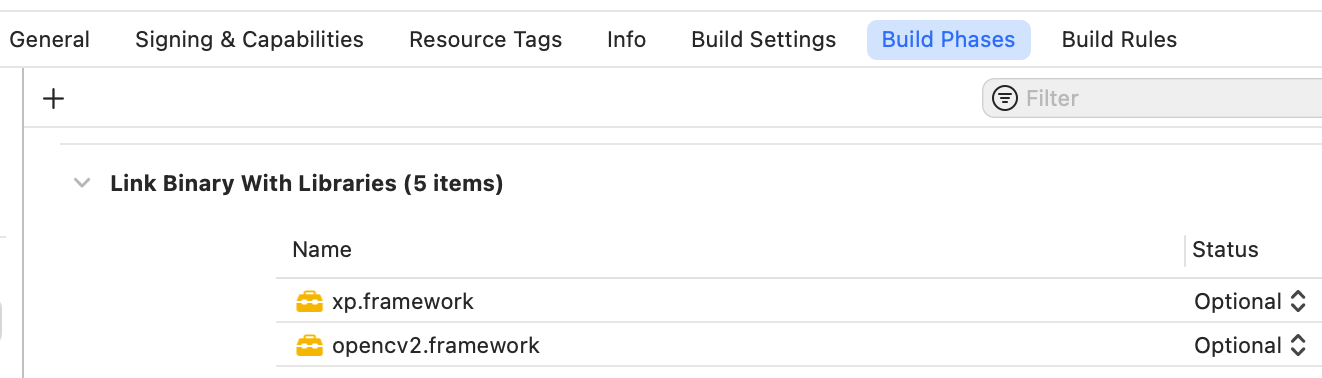 General Signing & Capabilities Resource Tags Info Build Settings Build Phases Build Rules
Filter
Link Binary With Libraries (5 items)
Name Status
xp.framework Optional
opencv2.framework Optional